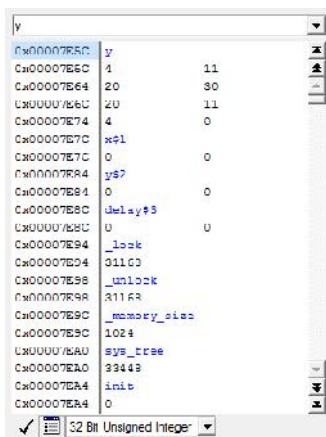 y
0x00007E5C y
0x00007E5C 4 11
0x00007E64 20 30
0x00007E6C 20 11
0x00007E74 4 0
0x00007E7C x$1
0x00007E7C 0 0
0x00007E84 y$2
0x00007E84 0 0
0x00007E8C delay$3
0x00007E8C 0 0
0x00007E94 _lock
0x00007E94 31168
0x00007E98 _unlock
0x00007E98 31168
0x00007E9C _memory_size
0x00007E9C 1024
0x00007EA0 sys_tree
0x00007EA0 33448
0x00007EA4 init
0x00007EA4 0
32 Bit Unsigned Integer